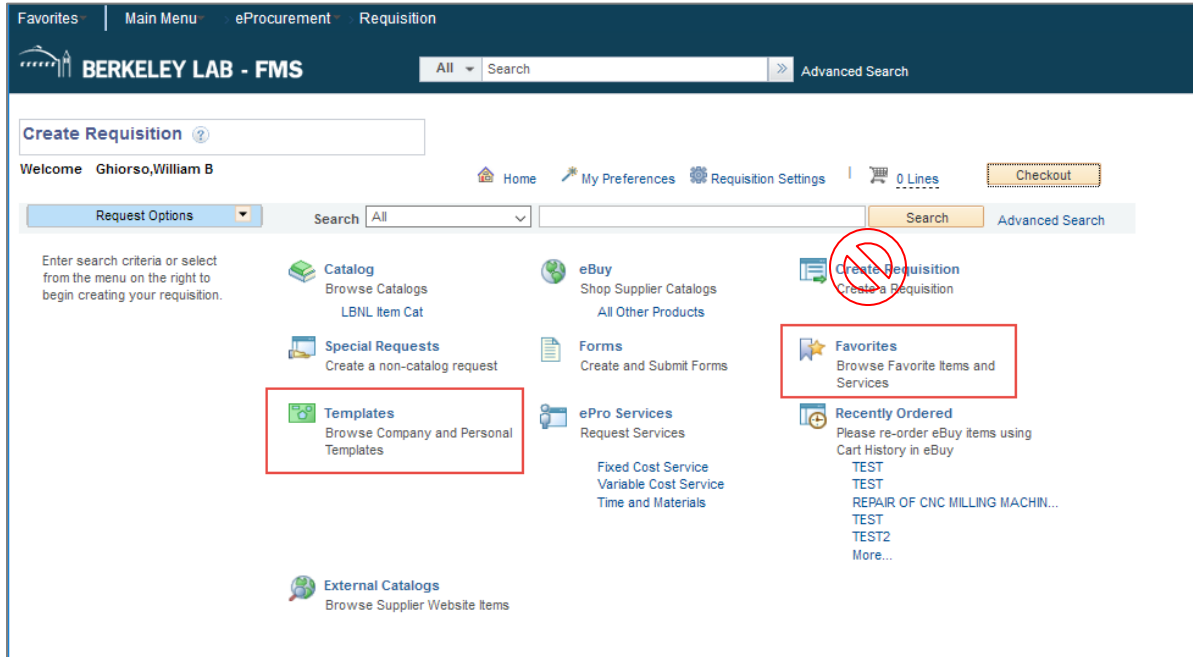 Favorites Main Menu eProcurement Requisition
BERKELEY LAB - FMS
All Search Advanced Search
Create Requisition
Welcome Ghiorso,William B
Home My Preferences Requisition Settings 0 Lines Checkout
Request Options Search All Search Advanced Search
Enter search criteria or select
from the menu on the right to
begin creating your requisition.
Catalog
Browse Catalogs
LBNL Item Cat
eBuy
Shop Supplier Catalogs
All Other Products
Create Requisition
Create a Requisition
Special Requests
Create a non-catalog request
Forms
Create and Submit Forms
Favorites
Browse Favorite Items and
Services
Templates
Browse Company and Personal
Templates
ePro Services
Request Services
Fixed Cost Service
Variable Cost Service
Time and Materials
Recently Ordered
Please re-order eBuy items using
Cart History in eBuy
TEST
TEST
REPAIR OF CNC MILLING MACHIN...
TEST
TEST2
More...
External Catalogs
Browse Supplier Website Items